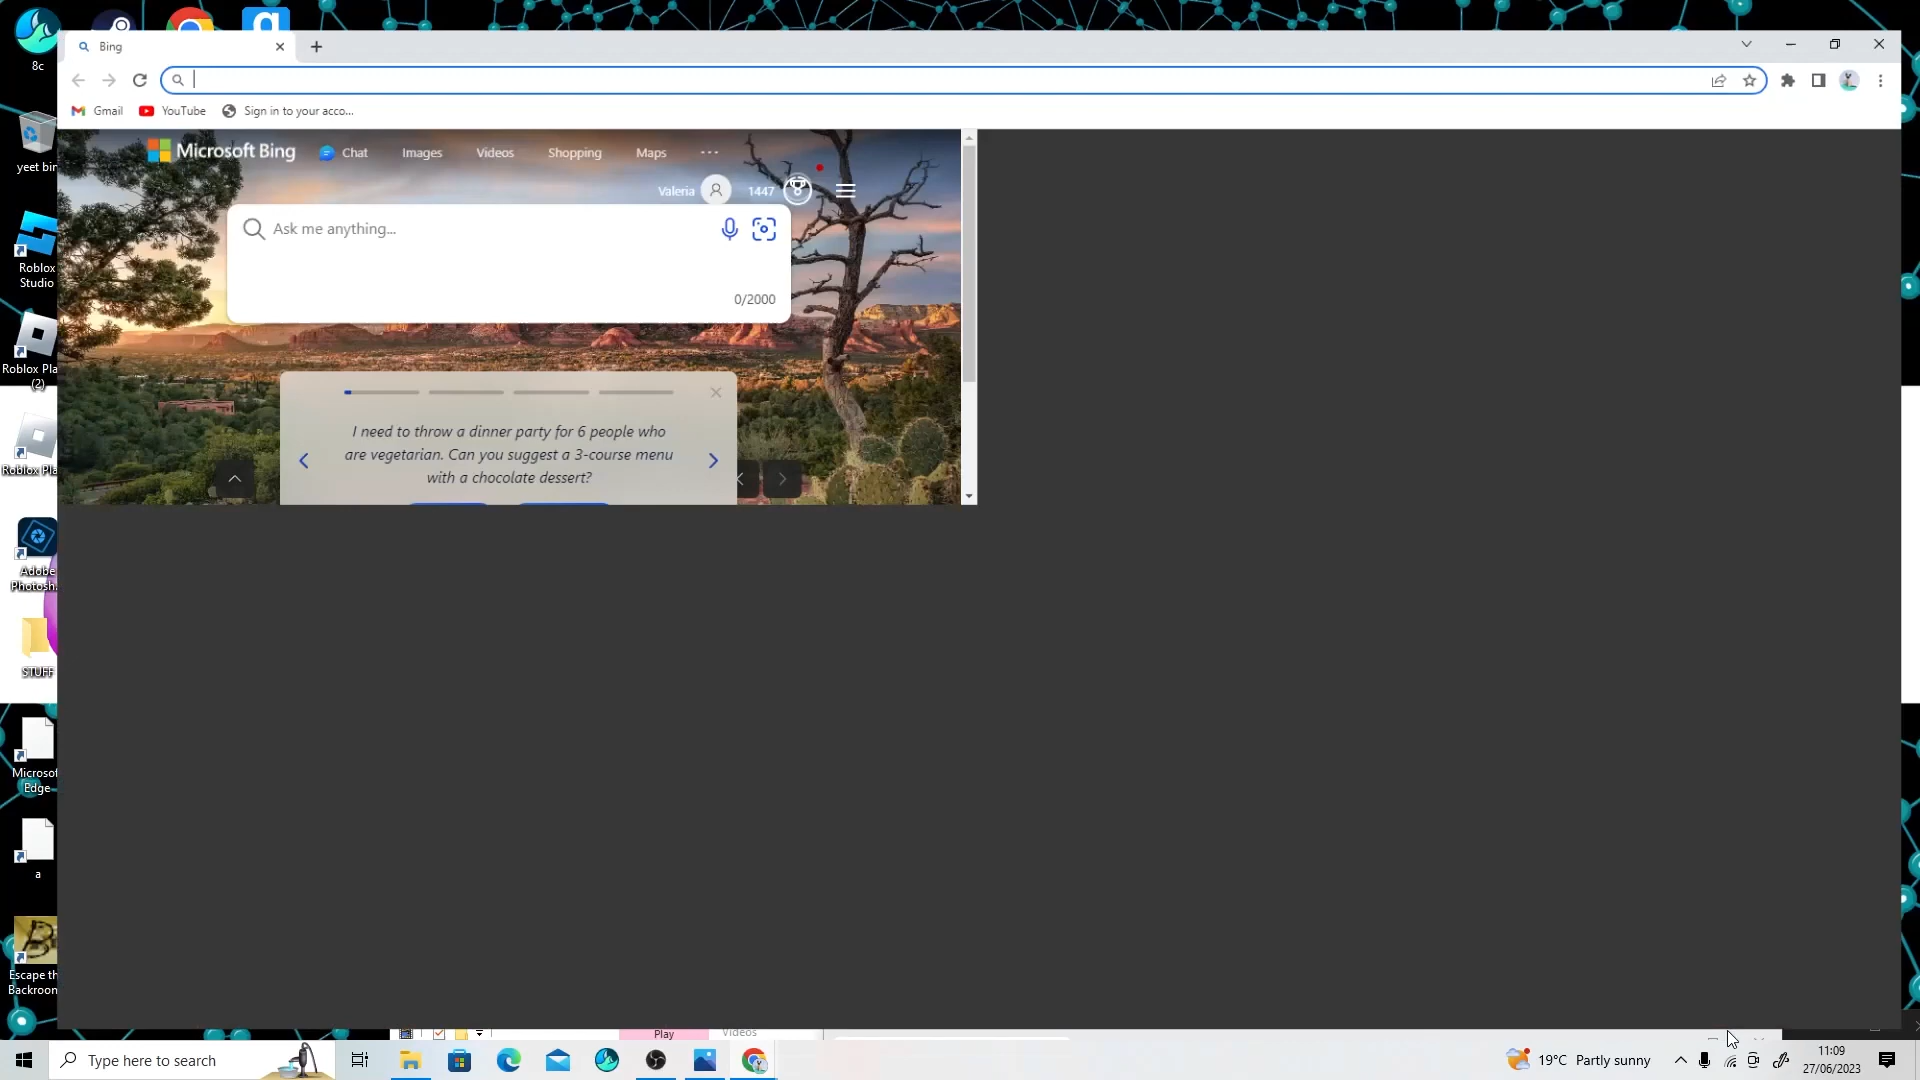 Bing
Gmail
YouTube
Sign in to your acco...
Microsoft Bing
Chat
Images
Videos
Shopping
Maps
Valeria
1447
Ask me anything...
0/2000
I need to throw a dinner party for 6 people who
are vegetarian. Can you suggest a 3-course menu
with a chocolate dessert?
8c
yeet bin
Roblox
Studio
Roblox Pla
(2)
Roblox Pla
Adobe
Photosh
STUFF
Microsof
Edge
a
Escape th
Backroom
Play
Videos
Type here to search
19°C Partly sunny
11:09
27/06/2023